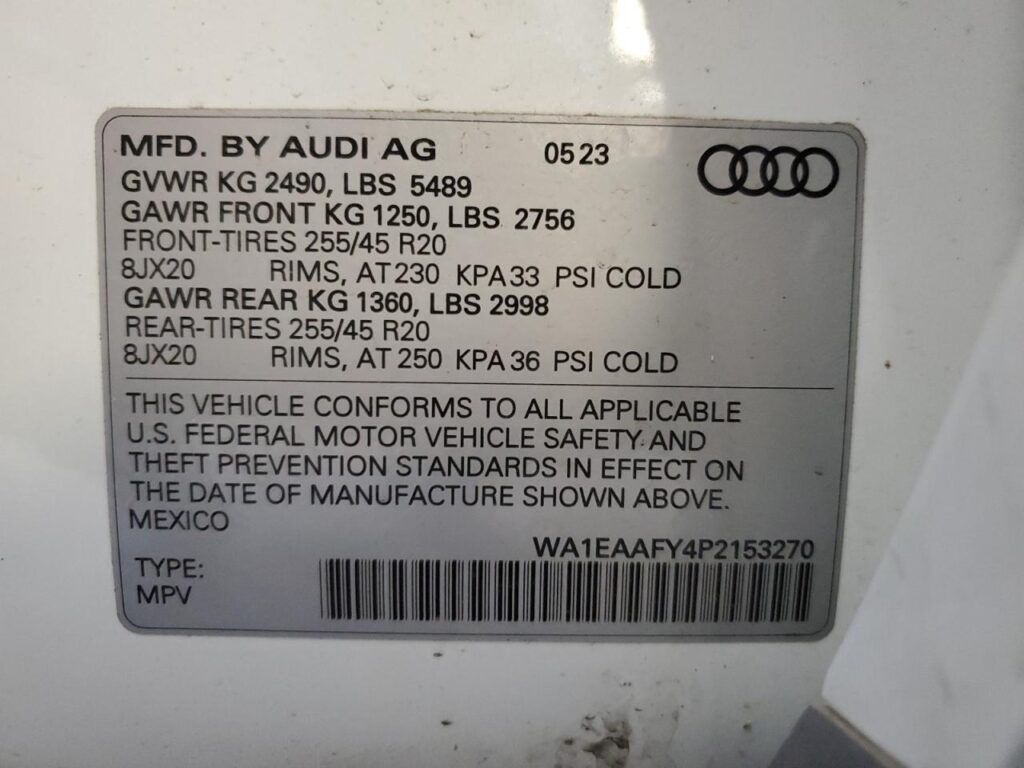 MFD. BY AUDI AG 0523
GVWR KG 2490, LBS 5489
GAWR FRONT KG 1250, LBS 2756
FRONT-TIRES 255/45 R20
8JX20 RIMS, AT 230 KPA 33 PSI COLD
GAWR REAR KG 1360, LBS 2998
REAR-TIRES 255/45 R20
8JX20 RIMS, AT 250 KPA 36 PSI COLD
THIS VEHICLE CONFORMS TO ALL APPLICABLE
U.S. FEDERAL MOTOR VEHICLE SAFETY AND
THEFT PREVENTION STANDARDS IN EFFECT ON
THE DATE OF MANUFACTURE SHOWN ABOVE.
MEXICO
WA1EAAFY4P2153270
TYPE:
MPV